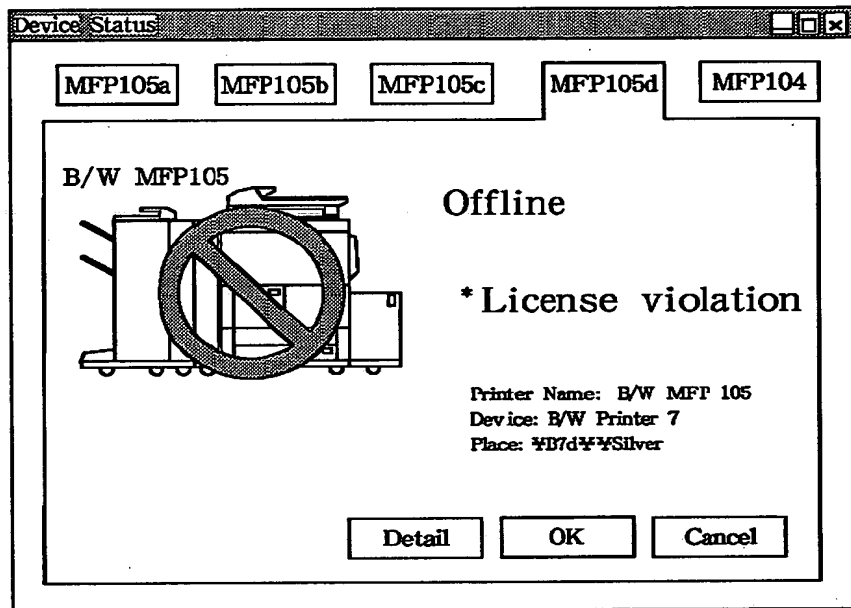 Device Status
MFP105a MFP105b MFP105c MFP105d MFP104
B/W MFP105
Offline
*License violation
Printer Name: B/W MFP 105
Device: B/W Printer 7
Place: ¥B7d¥¥Silver
Detail OK Cancel